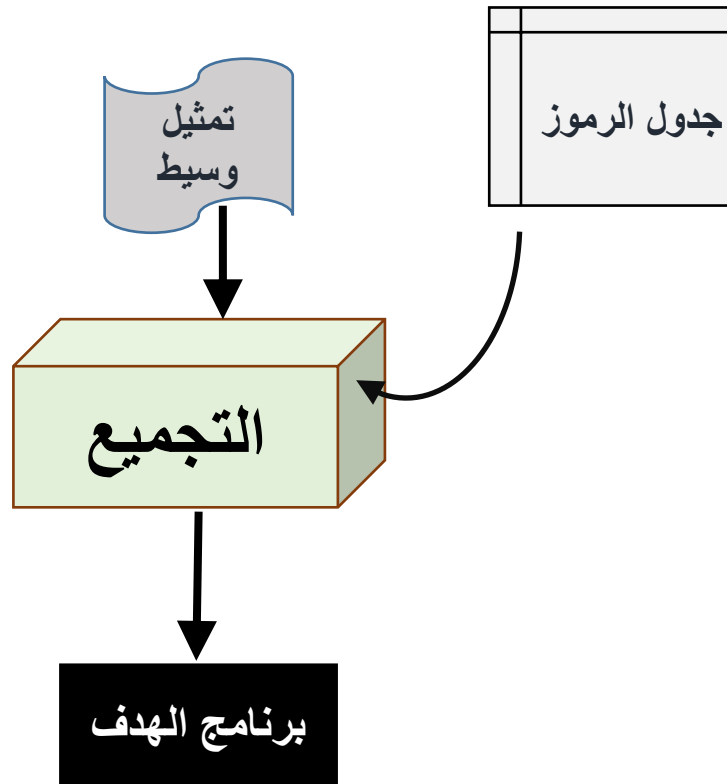 تمثيل
وسيط
جدول الرموز
التجميع
برنامج الهدف